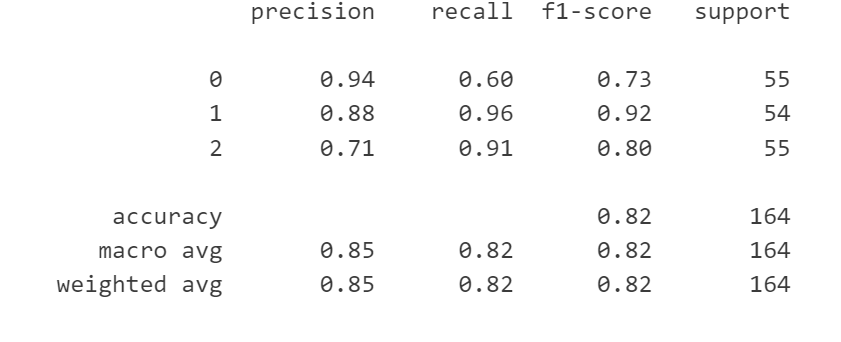 precision recall f1-score support
0 0.94 0.60 0.73 55
1 0.88 0.96 0.92 54
2 0.71 0.91 0.80 55
accuracy 0.82 164
macro avg 0.85 0.82 0.82 164
weighted avg 0.85 0.82 0.82 164